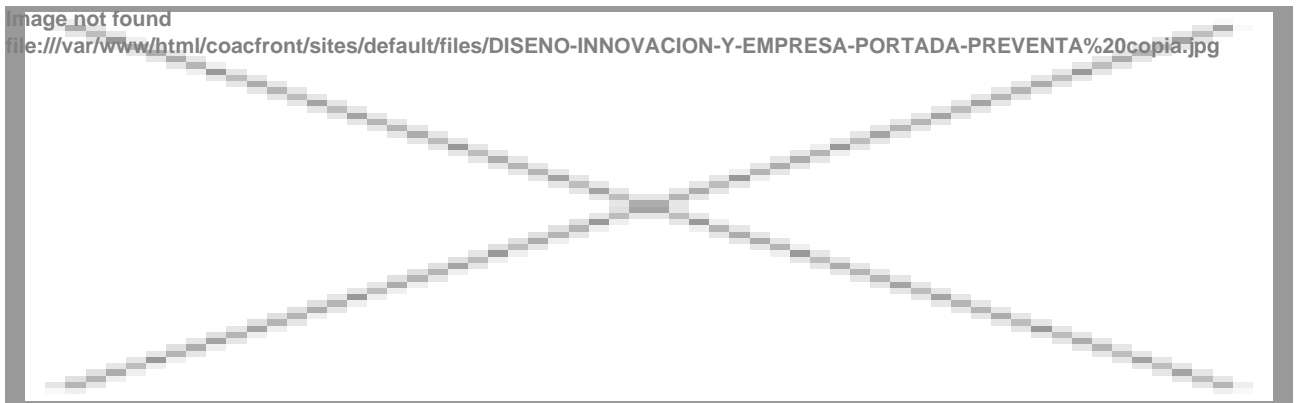 Image not found
file:///var/www/html/coacfront/sites/default/files/DISENO-INNOVACION-Y-EMPRESA-PORTADA-PREVENTA%20copia.jpg